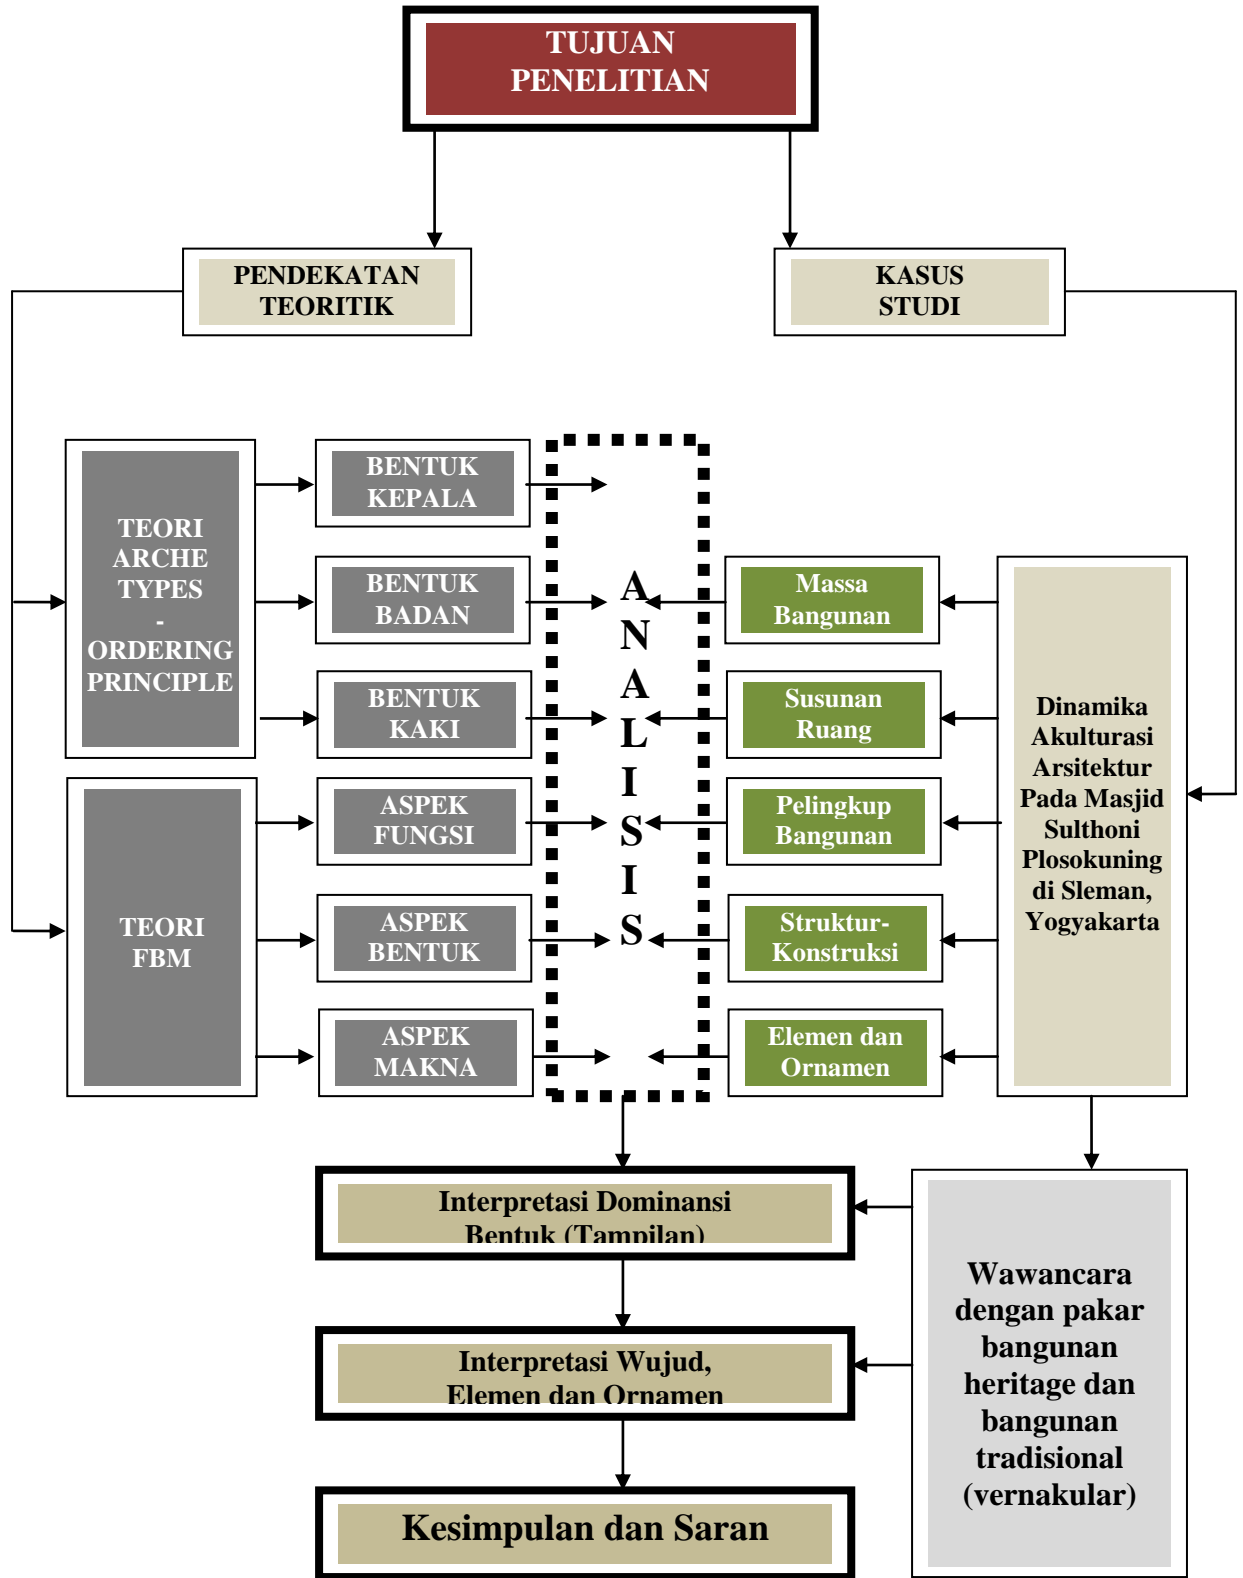 TUJUAN
PENELITIAN
PENDEKATAN
TEORITIK
KASUS
STUDI
TEORI
ARCHE
TYPES
-
ORDERING
PRINCIPLE
BENTUK
KEPALA
BENTUK
BADAN
BENTUK
KAKI
TEORI
FBM
ASPEK
FUNGSI
ASPEK
BENTUK
ASPEK
MAKNA
A
N
A
L
I
S
I
S
Massa
Bangunan
Susunan
Ruang
Pelingkup
Bangunan
Struktur-
Konstruksi
Elemen dan
Ornamen
Dinamika
Akulturasi
Arsitektur
Pada Masjid
Sulthoni
Plosokuning
di Sleman,
Yogyakarta
Interpretasi Dominansi
Bentuk (Tampilan)
Interpretasi Wujud,
Elemen dan Ornamen
Kesimpulan dan Saran
Wawancara
dengan pakar
bangunan
heritage dan
bangunan
tradisional
(vernakular)